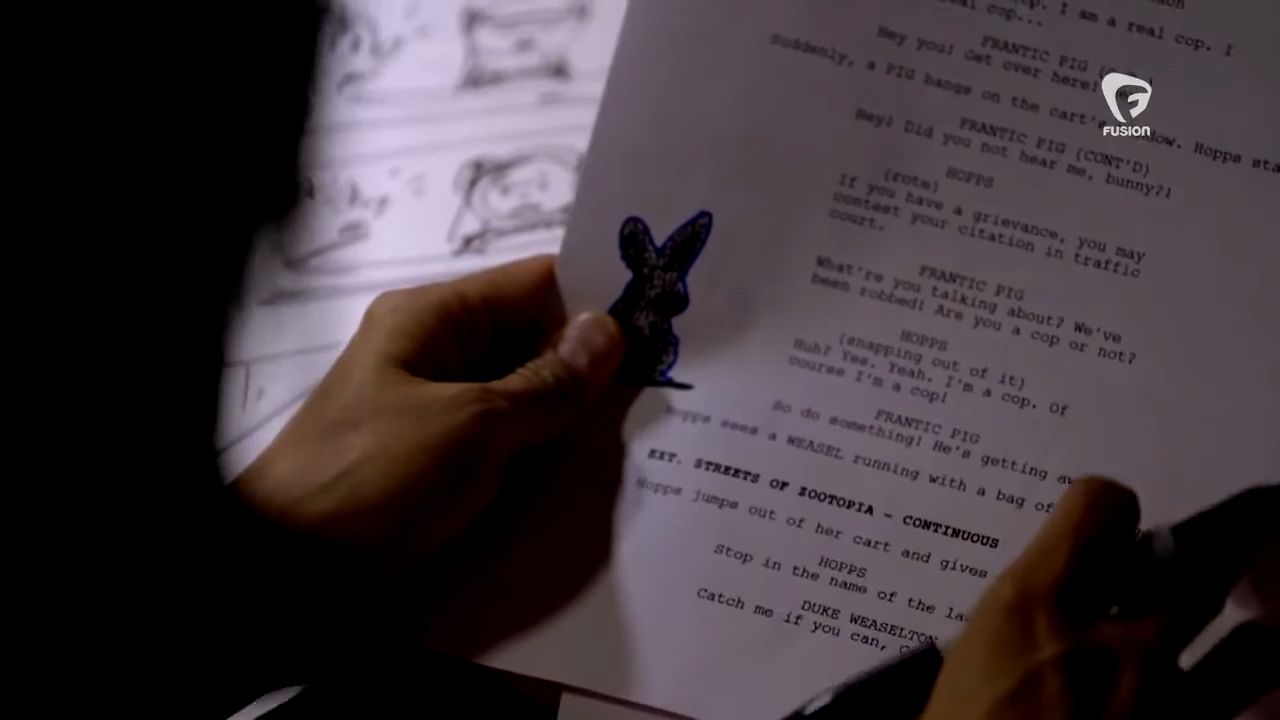 I am a real cop. I
real cop...
FRANTIC PIG
Hey you! Get over here!
Suddenly, a PIG bangs on the cart's window. Hopps
FRANTIC PIG (CONT'D)
Hey! Did you not hear me, bunny?!
HOPPS
(rote)
If you have a grievance, you may
contest your citation in traffic
court.
FRANTIC PIG
What're you talking about? We've
been robbed! Are you a cop or not?
HOPPS
(snapping out of it)
Huh? Yes. Yeah. I'm a cop. Of
course I'm a cop!
FRANTIC PIG
So do something! He's getting
Hopps sees a WEASEL running with a bag of
EXT. STREETS OF ZOOTOPIA - CONTINUOUS
Hopps jumps out of her cart and gives
HOPPS
Stop in the name of the
DUKE WEASELTON
Catch me if you can,
FUSION